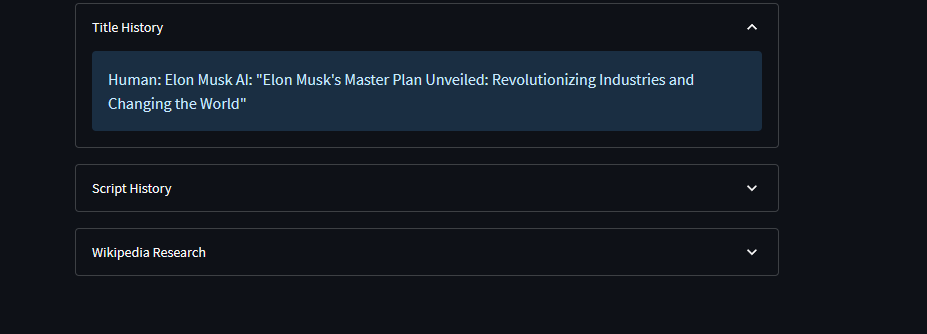 Title History
Human: Elon Musk AI: "Elon Musk's Master Plan Unveiled: Revolutionizing Industries and
Changing the World"
Script History
Wikipedia Research